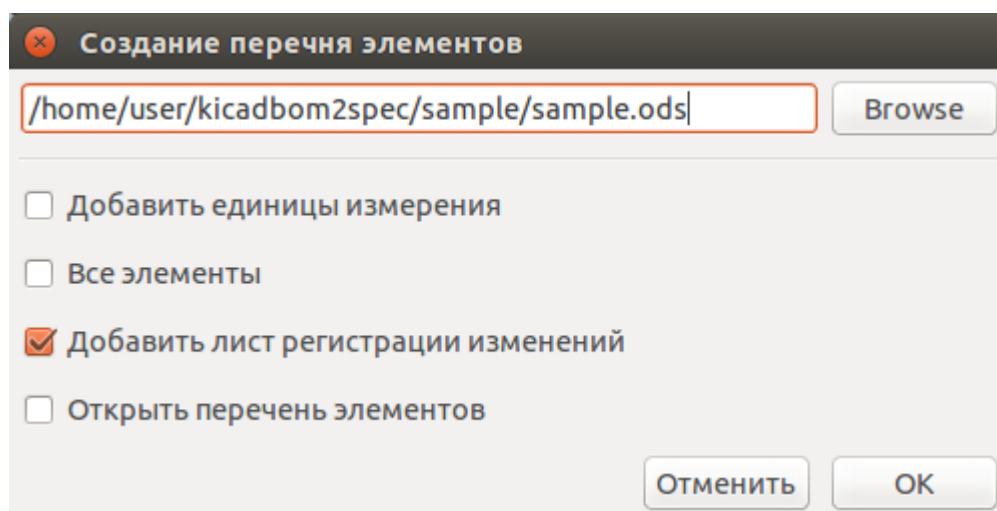 Создание перечня элементов
/home/user/kicadbom2spec/sample/sample.ods Browse
Добавить единицы измерения
Все элементы
Добавить лист регистрации изменений
Открыть перечень элементов
Отменить OK